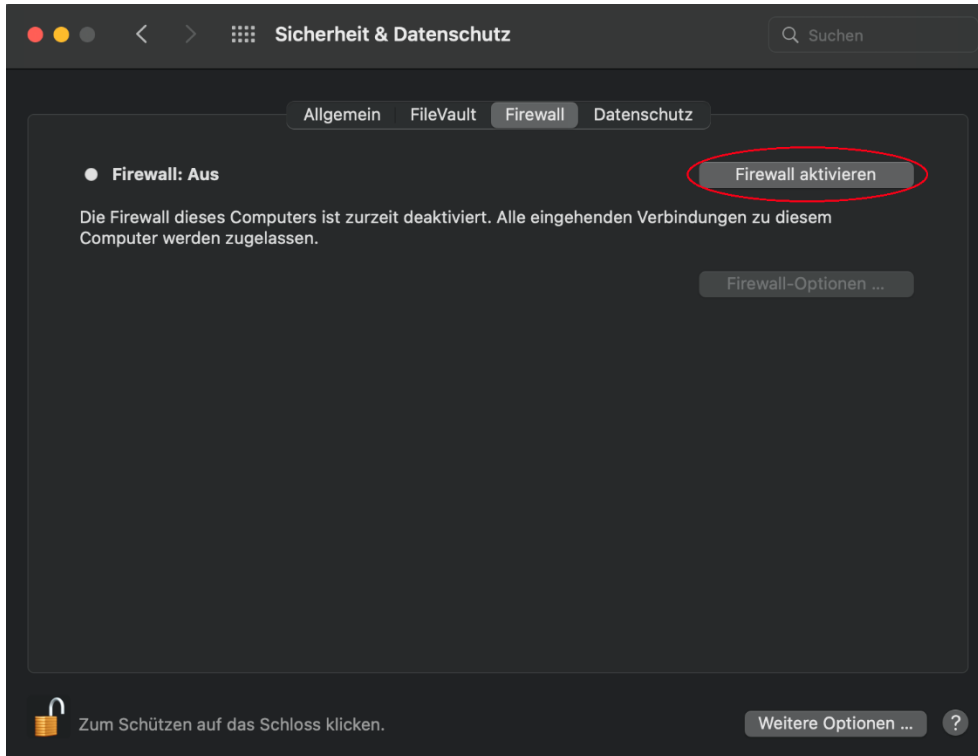 Sicherheit & Datenschutz
Suchen
Allgemein FileVault Firewall Datenschutz
Firewall: Aus
Firewall aktivieren
Die Firewall dieses Computers ist zurzeit deaktiviert. Alle eingehenden Verbindungen zu diesem
Computer werden zugelassen.
Firewall-Optionen ...
Zum Schützen auf das Schloss klicken.
Weitere Optionen ...
?